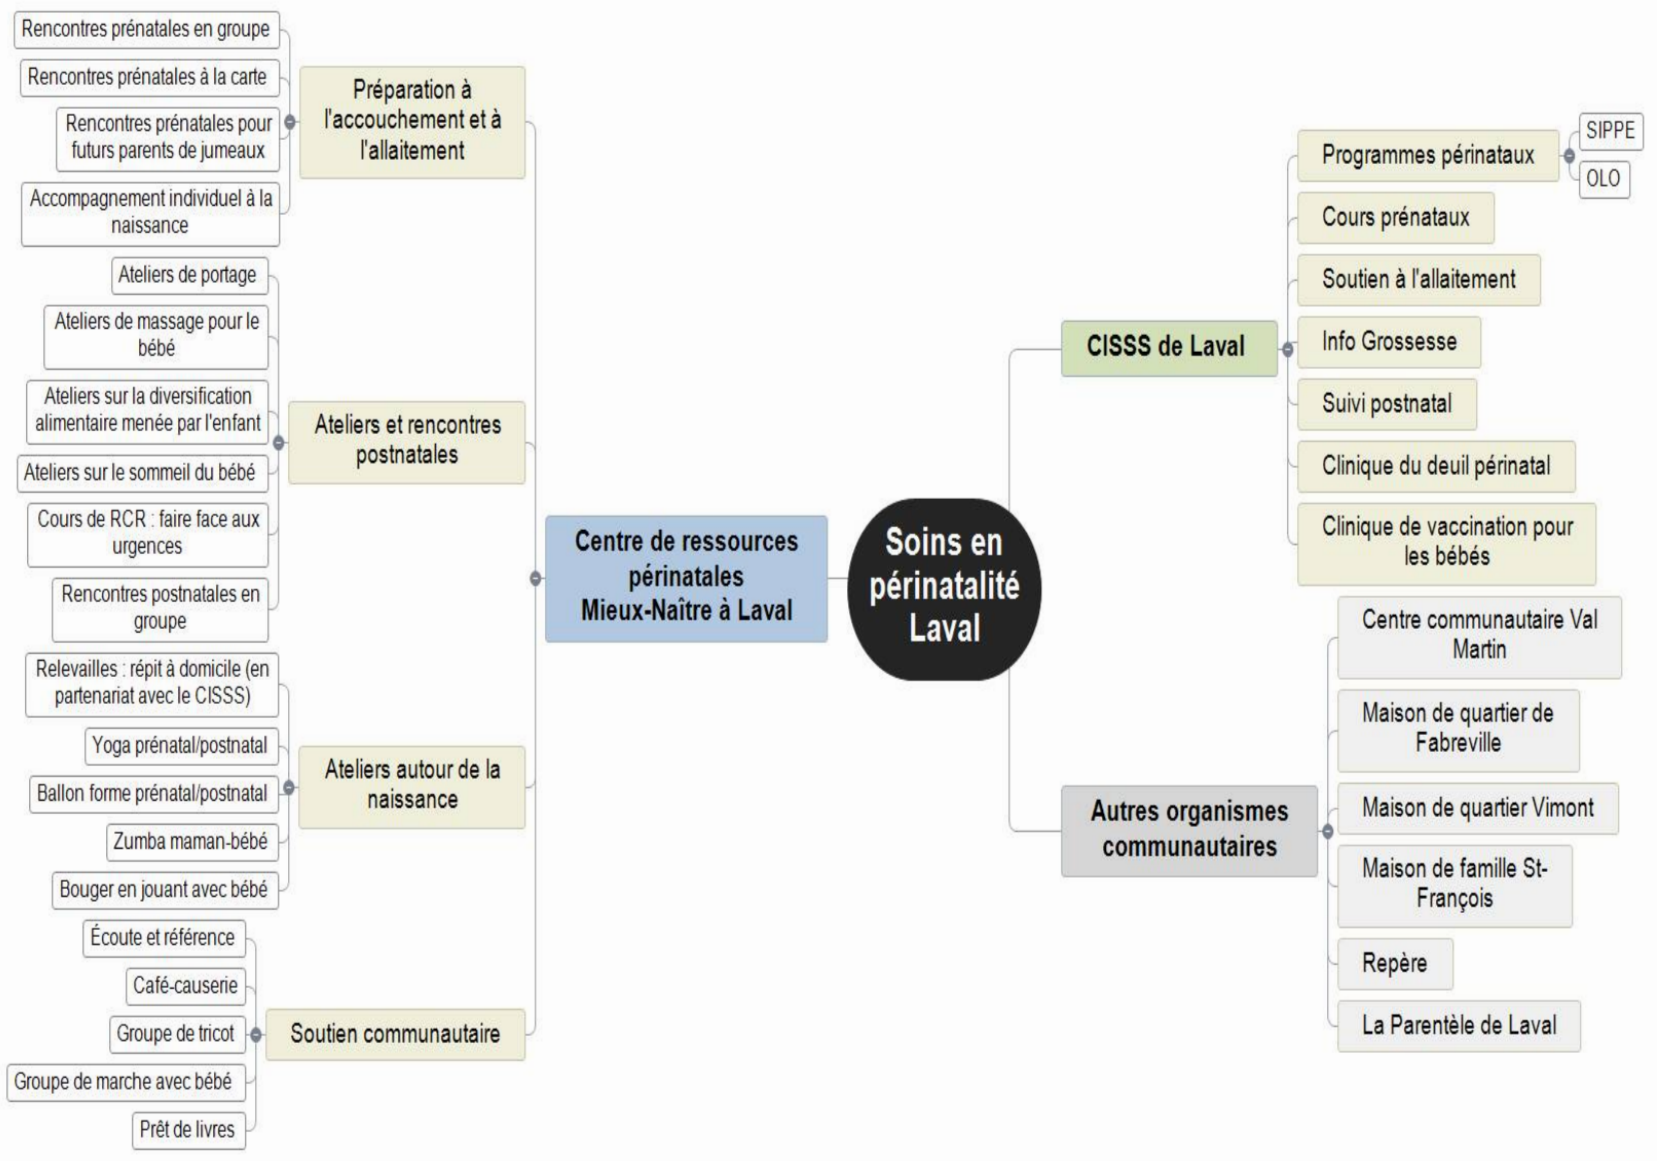 Rencontres prénatales en groupe
Rencontres prénatales à la carte
Rencontres prénatales pour
futurs parents de jumeaux
Accompagnement individuel à la
naissance
Préparation à
l'accouchement et à
l'allaitement
Ateliers de portage
Ateliers de massage pour le
bébé
Ateliers sur la diversification
alimentaire menée par l'enfant
Ateliers sur le sommeil du bébé
Cours de RCR : faire face aux
urgences
Rencontres postnatales en
groupe
Ateliers et rencontres
postnatales
Relevailles : répit à domicile (en
partenariat avec le CISSS)
Yoga prénatal/postnatal
Ballon forme prénatal/postnatal
Zumba maman-bébé
Bouger en jouant avec bébé
Ateliers autour de la
naissance
Écoute et référence
Café-causerie
Groupe de tricot
Groupe de marche avec bébé
Prêt de livres
Soutien communautaire
Centre de ressources
périnatales
Mieux-Naître à Laval
Soins en
périnatalité
Laval
CISSS de Laval
Programmes périnataux
SIPPE
OLO
Cours prénataux
Soutien à l'allaitement
Info Grossesse
Suivi postnatal
Clinique du deuil périnatal
Clinique de vaccination pour
les bébés
Autres organismes
communautaires
Centre communautaire Val
Martin
Maison de quartier de
Fabreville
Maison de quartier Vimont
Maison de famille St-
François
Repère
La Parentèle de Laval